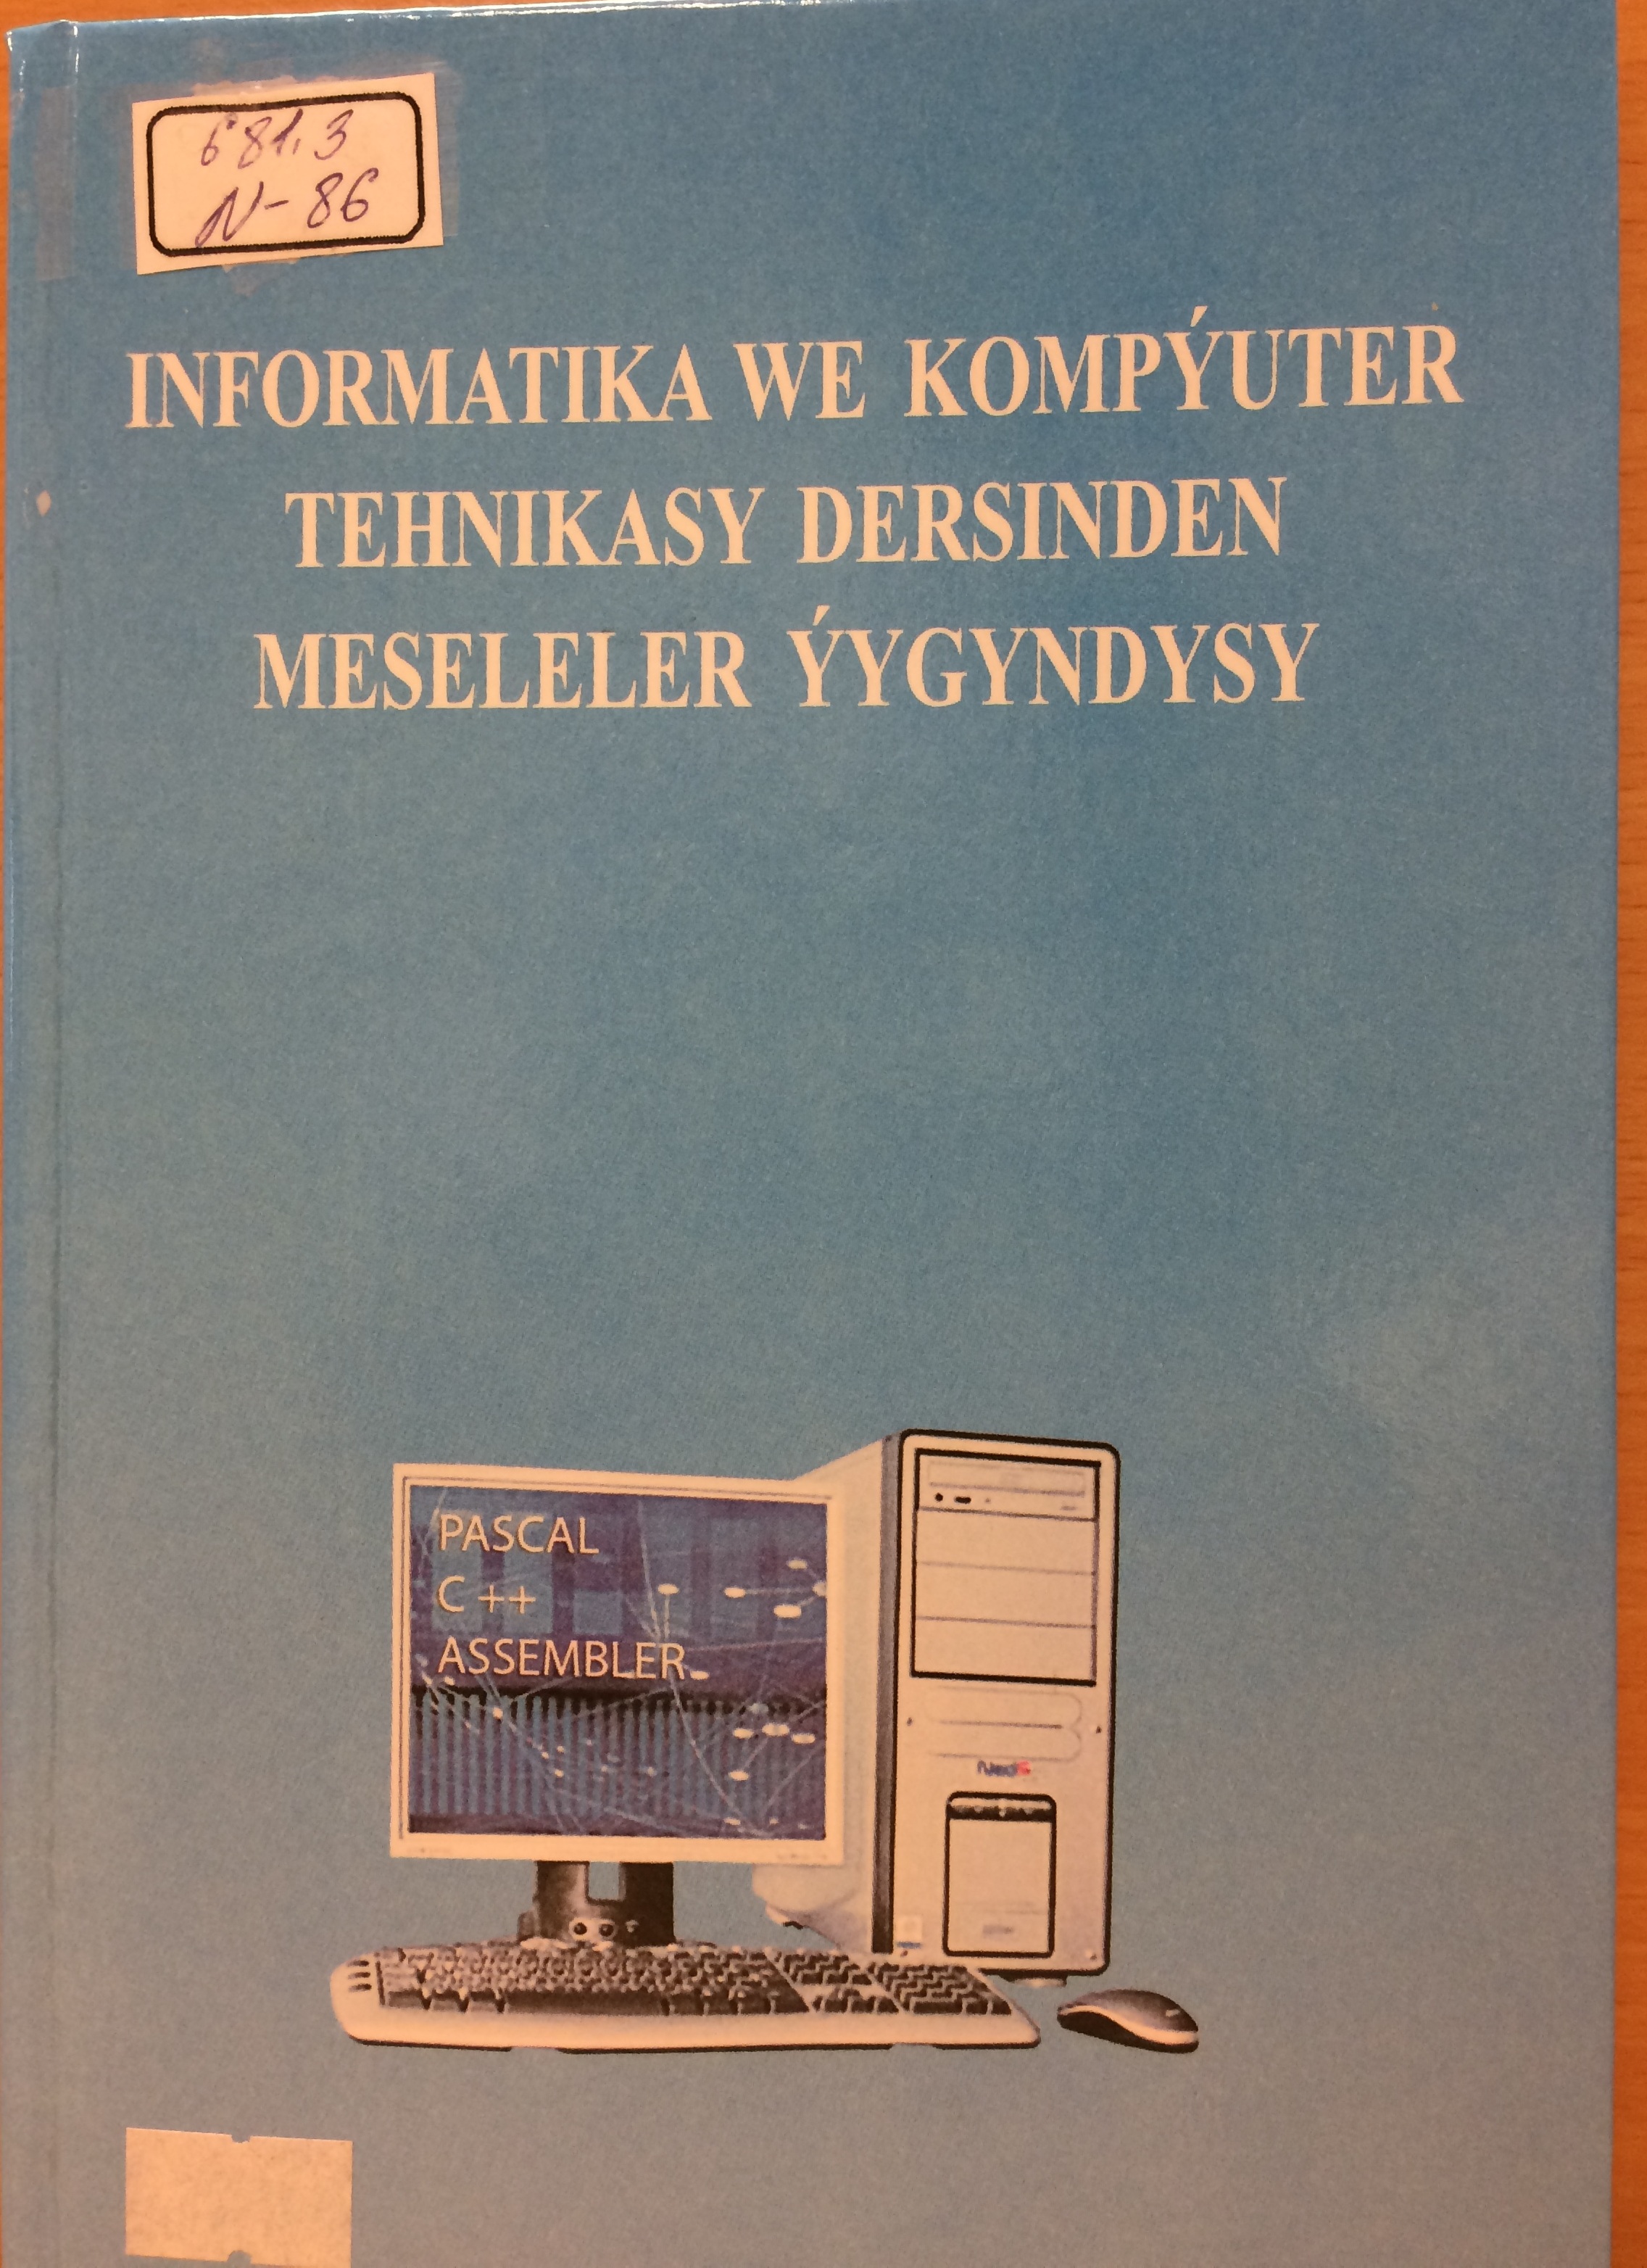 681.3
N-86
INFORMATIKA WE KOMPÝUTER
TEHNIKASY DERSINDEN
MESELELER ÝYGYNDYSY
PASCAL
C ++
ASSEMBLER